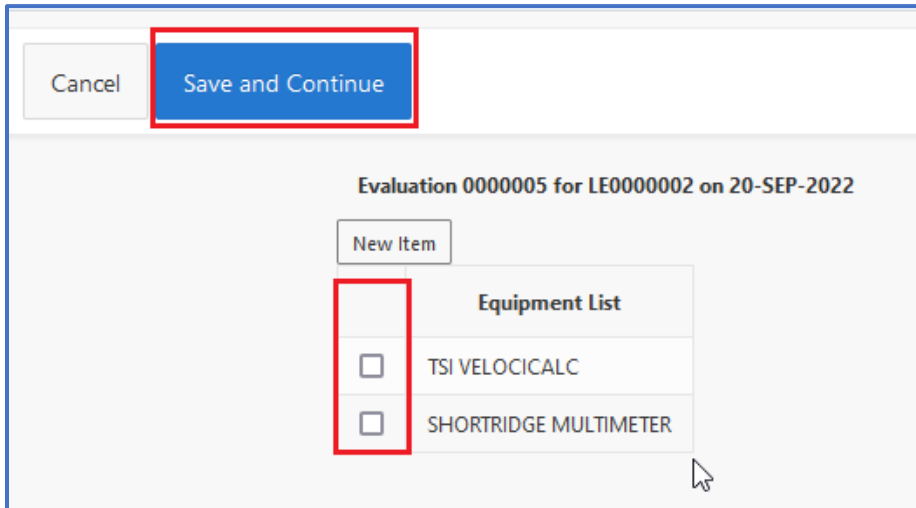 Cancel Save and Continue
Evaluation 0000005 for LE0000002 on 20-SEP-2022
New Item
Equipment List
TSI VELOCICALC
SHORTRIDGE MULTIMETER